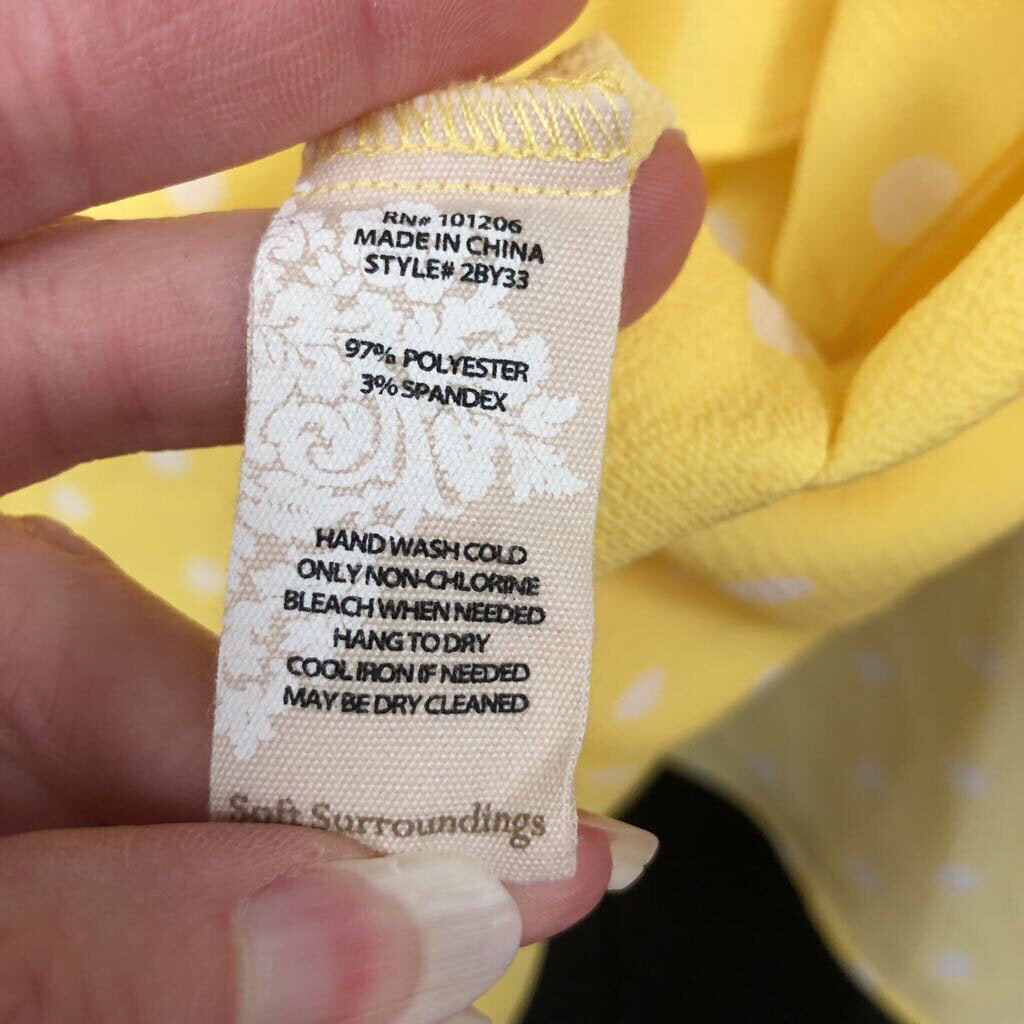 RN# 101206
MADE IN CHINA
STYLE# 2BY33
97% POLYESTER
3% SPANDEX
HAND WASH COLD
ONLY NON-CHLORINE
BLEACH WHEN NEEDED
HANG TO DRY
COOL IRON IF NEEDED
MAY BE DRY CLEANED
Soft Surroundings